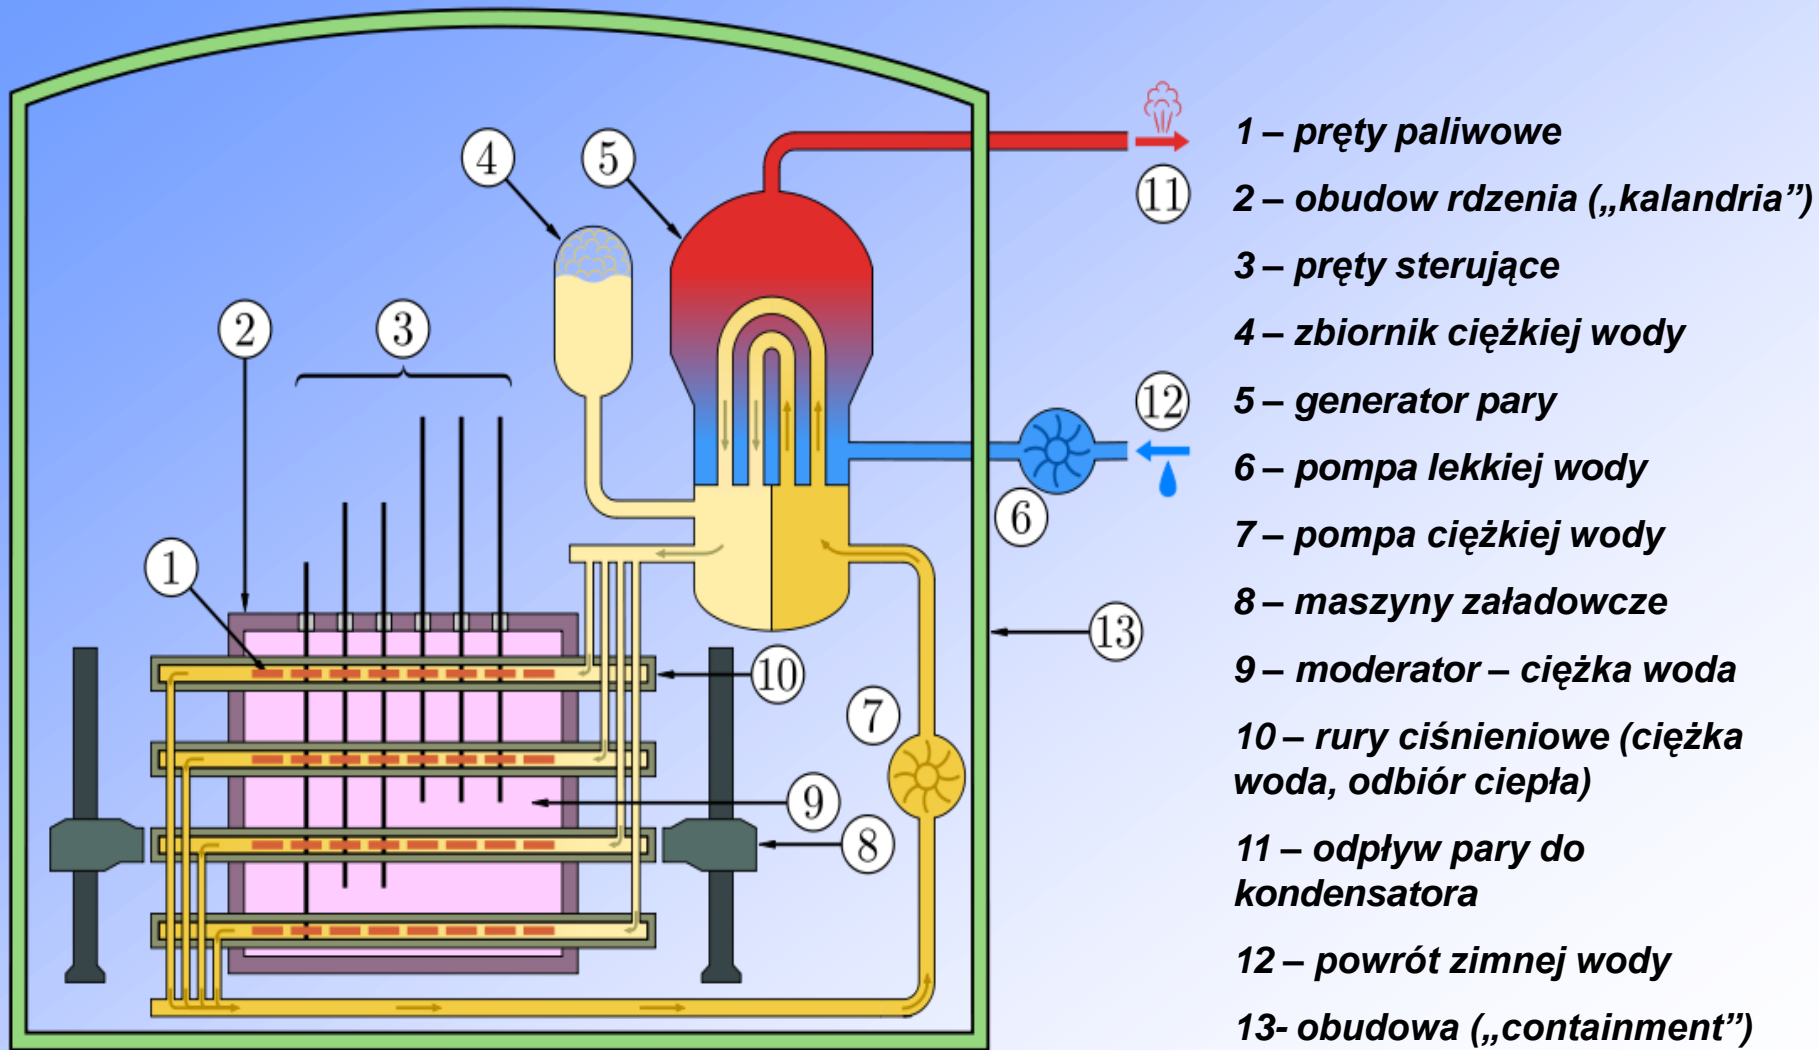 4
5
11
2
3
12
6
1
13
10
7
9
8
1 – pręty paliwowe
2 – obudow rdzenia („kalandria”)
3 – pręty sterujące
4 – zbiornik ciężkiej wody
5 – generator pary
6 – pompa lekkiej wody
7 – pompa ciężkiej wody
8 – maszyny załadowcze
9 – moderator – ciężka woda
10 – rury ciśnieniowe (ciężka
woda, odbiór ciepła)
11 – odpływ pary do
kondensatora
12 – powrót zimnej wody
13- obudowa („containment”)